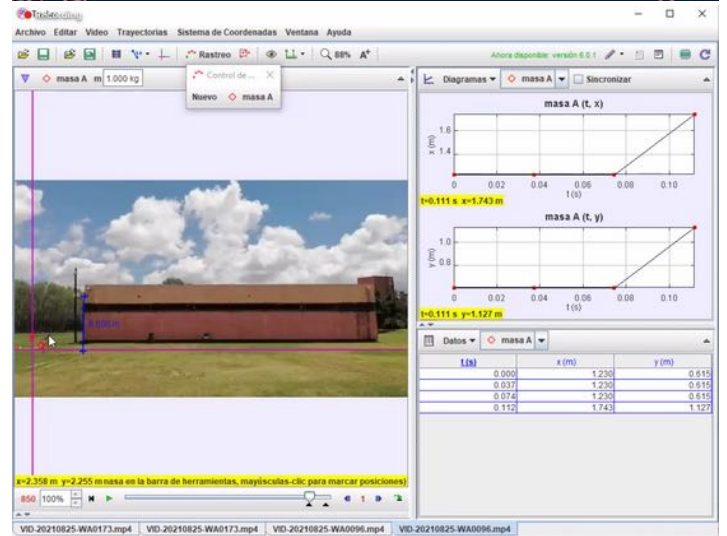 Archivo Editar Video Trayectorias Sistema de Coordenadas Ventana Ayuda
Rastreo 88% Ahora disponible: versión 6.0.1
masa A m 1.000 kg
Control de ...
Nuevo masa A
Diagramas masa A Sincronizar
masa A (t, x)
x (m)
1.6
1.4
0 0.02 0.04 0.06 0.08 0.10
t (s)
t=0.111 s x=1.743 m
masa A (t, y)
y (m)
1.0
0.8
0 0.02 0.04 0.06 0.08 0.10
t (s)
t=0.111 s y=1.127 m
Datos masa A
t (s) x (m) y (m)
0.000 1.230 0.615
0.037 1.230 0.615
0.074 1.230 0.615
0.112 1.743 1.127
x=2.358 m y=2.255 m masa en la barra de herramientas, mayúsculas-clic para marcar posiciones)
850 100% 1
VID-20210825-WA0173.mp4 VID-20210825-WA0173.mp4 VID-20210825-WA0096.mp4 VID-20210825-WA0096.mp4